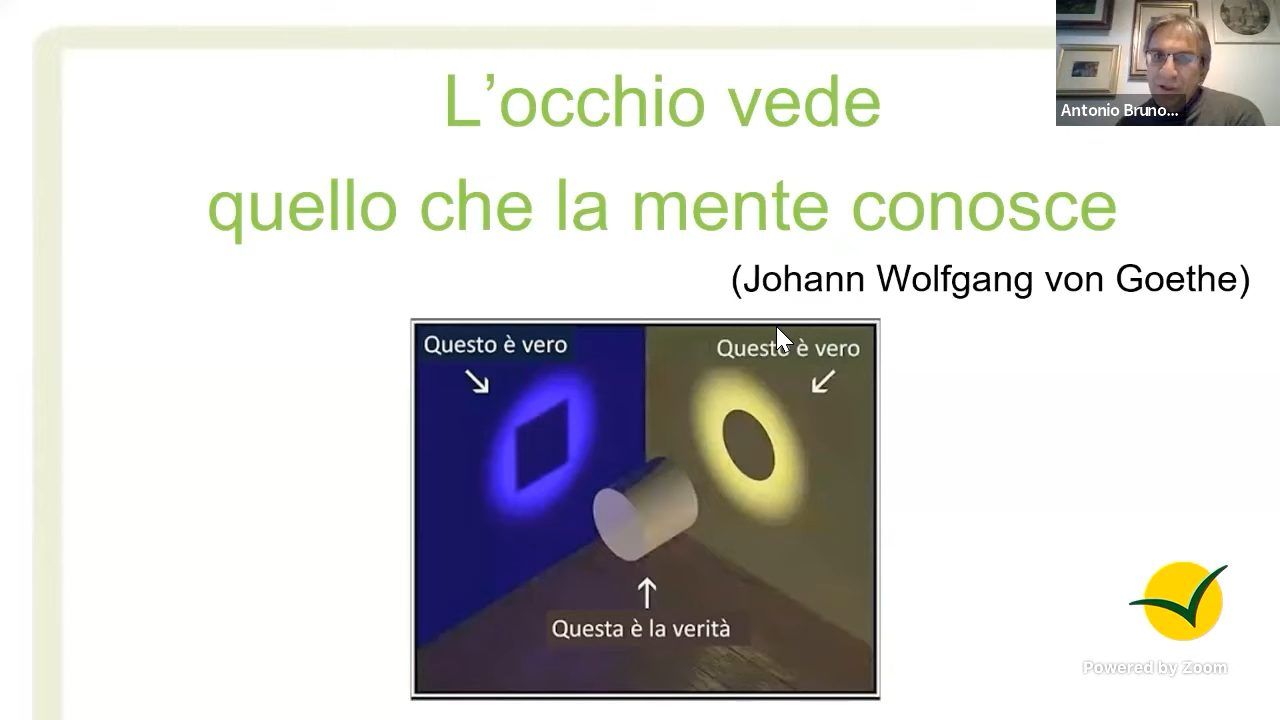 L’occhio vede
quello che la mente conosce
(Johann Wolfgang von Goethe)
Antonio Bruno...
Questo è vero
Questo è vero
Questa è la verità
Powered by Zoom